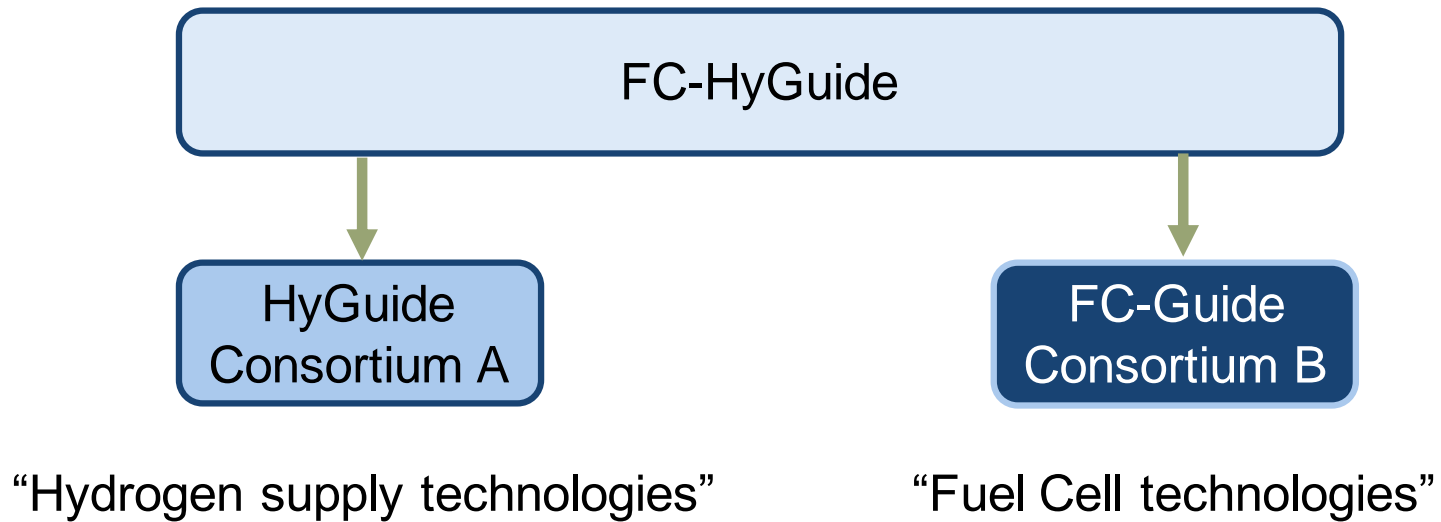 FC-HyGuide
HyGuide
Consortium A
FC-Guide
Consortium B
“Hydrogen supply technologies”
“Fuel Cell technologies”